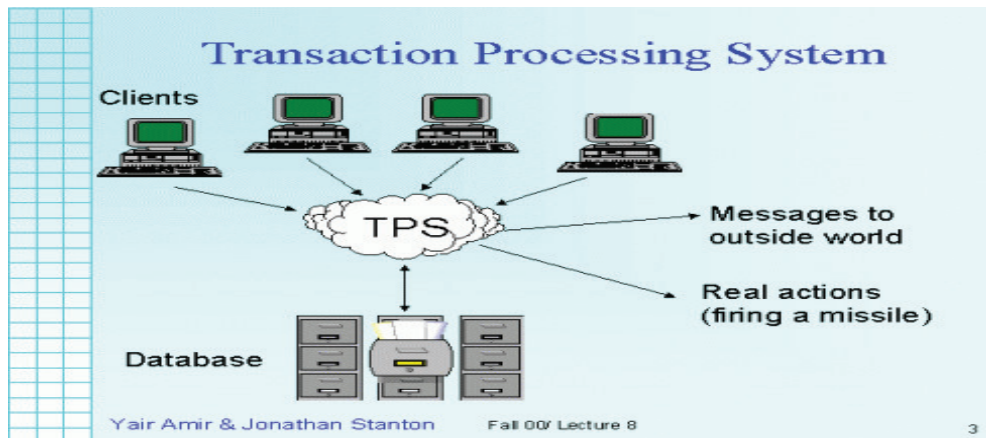 Transaction Processing System
Clients
TPS
Messages to
outside world
Real actions
(firing a missile)
Database
Yair Amir & Jonathan Stanton
Fall 00/ Lecture 8
3